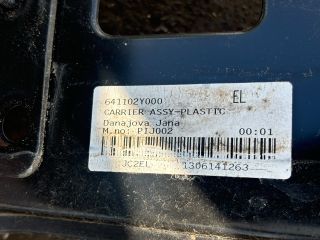 641102Y000 EL
CARRIER ASSY-PLASTIC
Danajova Jana
M.no: PIJ002 00:01
JC2EL 1306141263